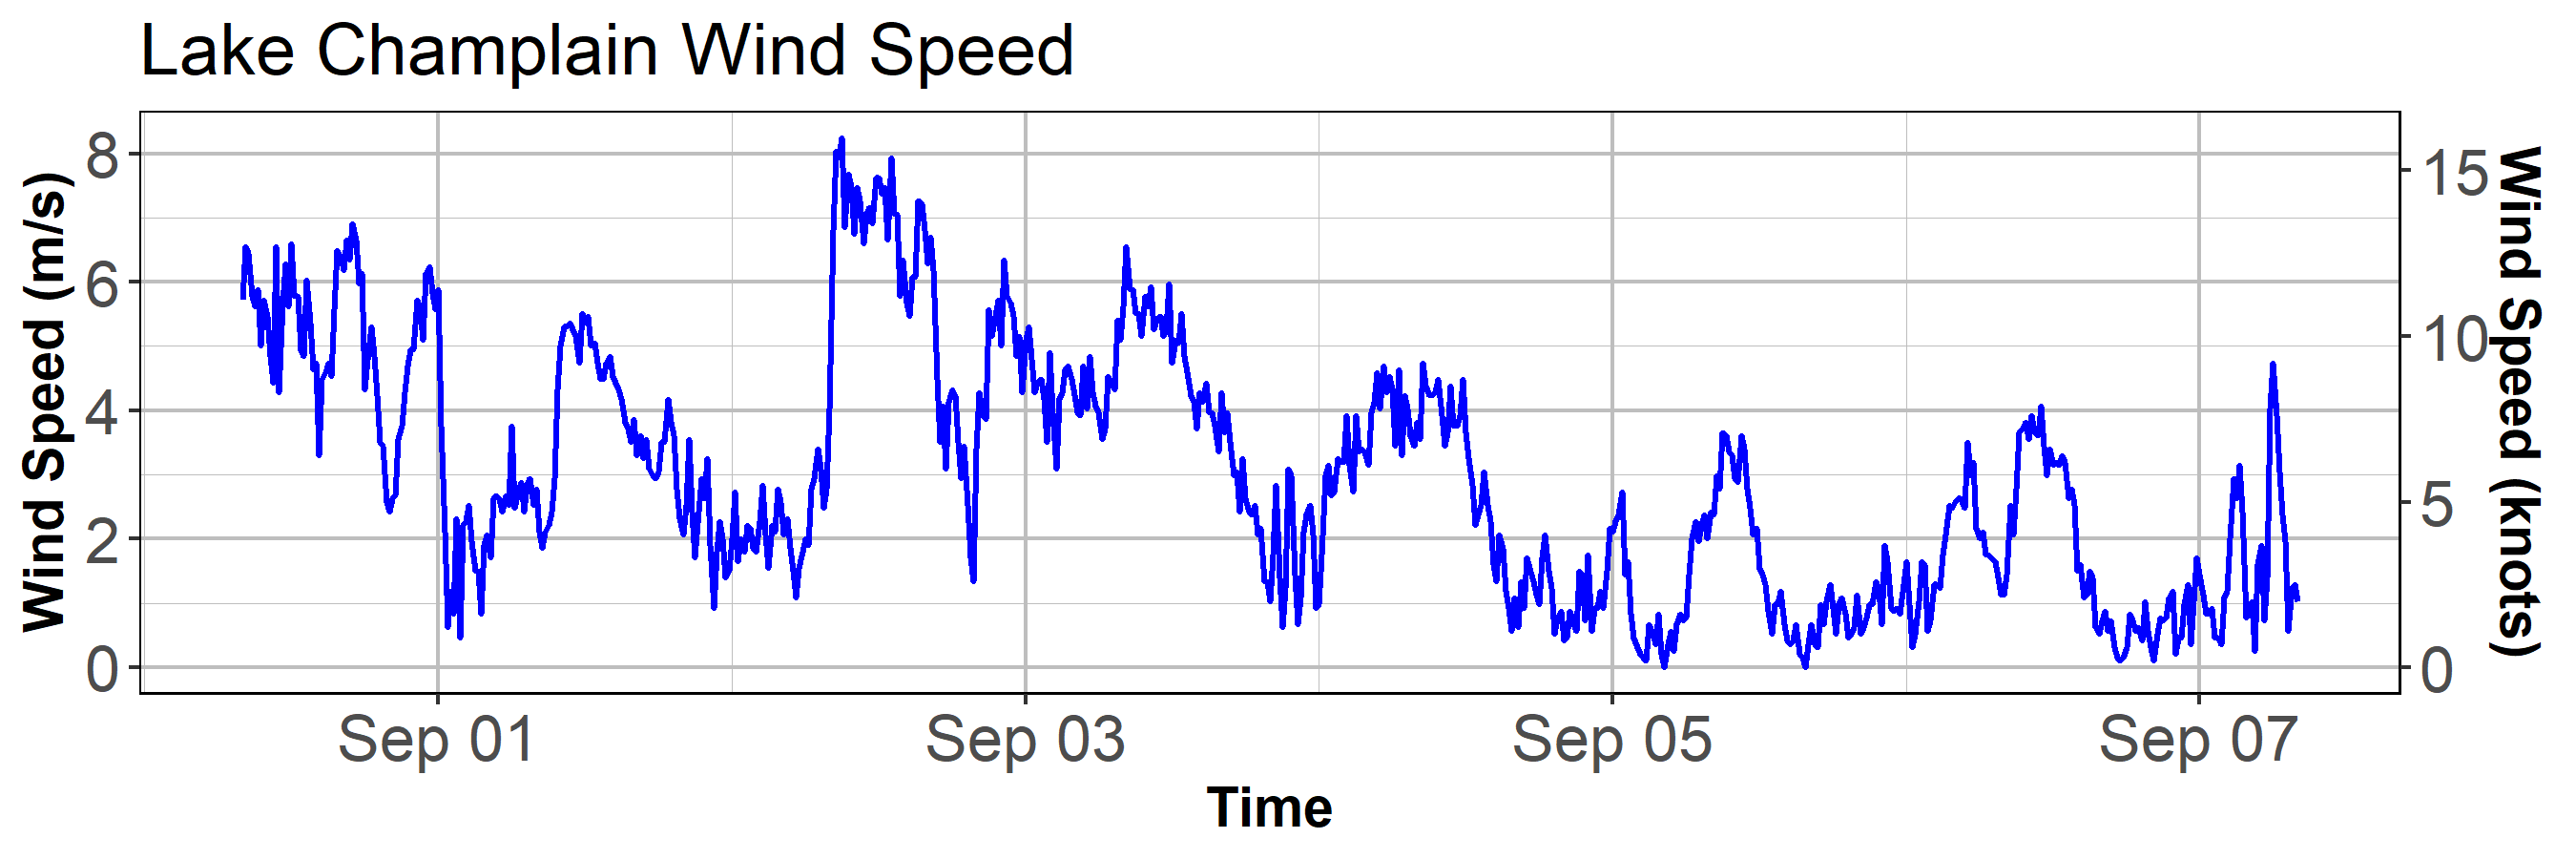 Lake Champlain Wind Speed
Wind Speed (m/s)
8
6
4
2
0
15
10
5
0
Wind Speed (knots)
Sep 01
Sep 03
Sep 05
Sep 07
Time